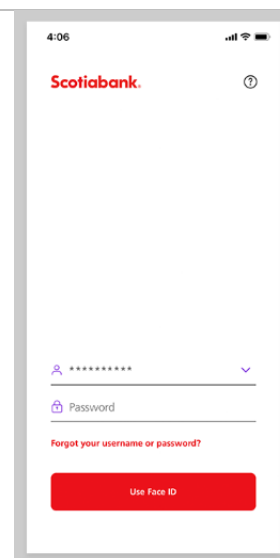 4:06
Scotiabank.
?
**********
Password
Forgot your username or password?
Use Face ID